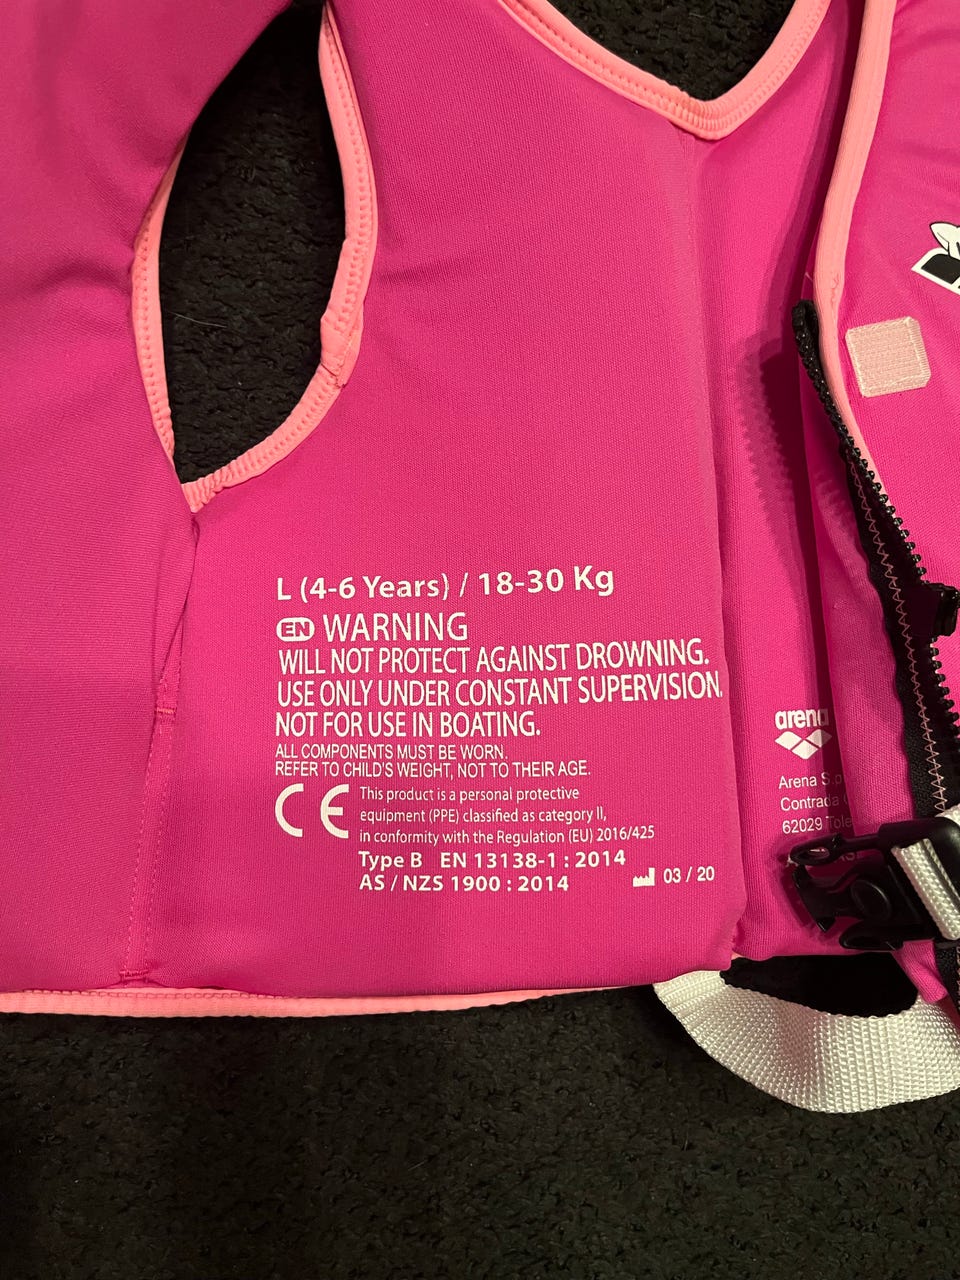 L (4-6 Years) / 18-30 Kg
EN WARNING
WILL NOT PROTECT AGAINST DROWNING.
USE ONLY UNDER CONSTANT SUPERVISION.
NOT FOR USE IN BOATING.
ALL COMPONENTS MUST BE WORN.
REFER TO CHILD'S WEIGHT, NOT TO THEIR AGE.
CE
This product is a personal protective
equipment (PPE) classified as category II,
in conformity with the Regulation (EU) 2016/425
Type B EN 13138-1 : 2014
AS / NZS 1900 : 2014
03 / 20
arena
Arena
Contrada
62029